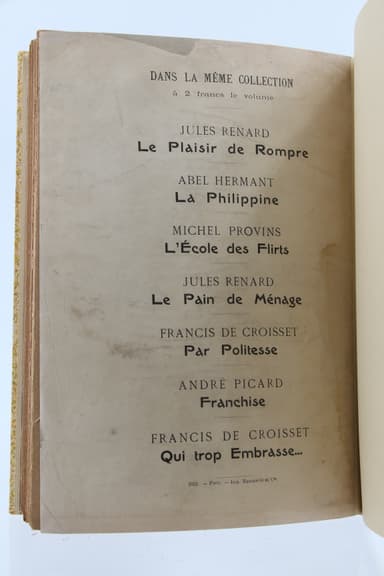 DANS LA MÊME COLLECTION
à 2 francs le volume
JULES RENARD
Le Plaisir de Rompre
ABEL HERMANT
La Philippine
MICHEL PROVINS
L'École des Flirts
JULES RENARD
Le Pain de Ménage
FRANCIS DE CROISSET
Par Politesse
ANDRÉ PICARD
Franchise
FRANCIS DE CROISSET
Qui trop Embrasse...
— Paris. — Imp.